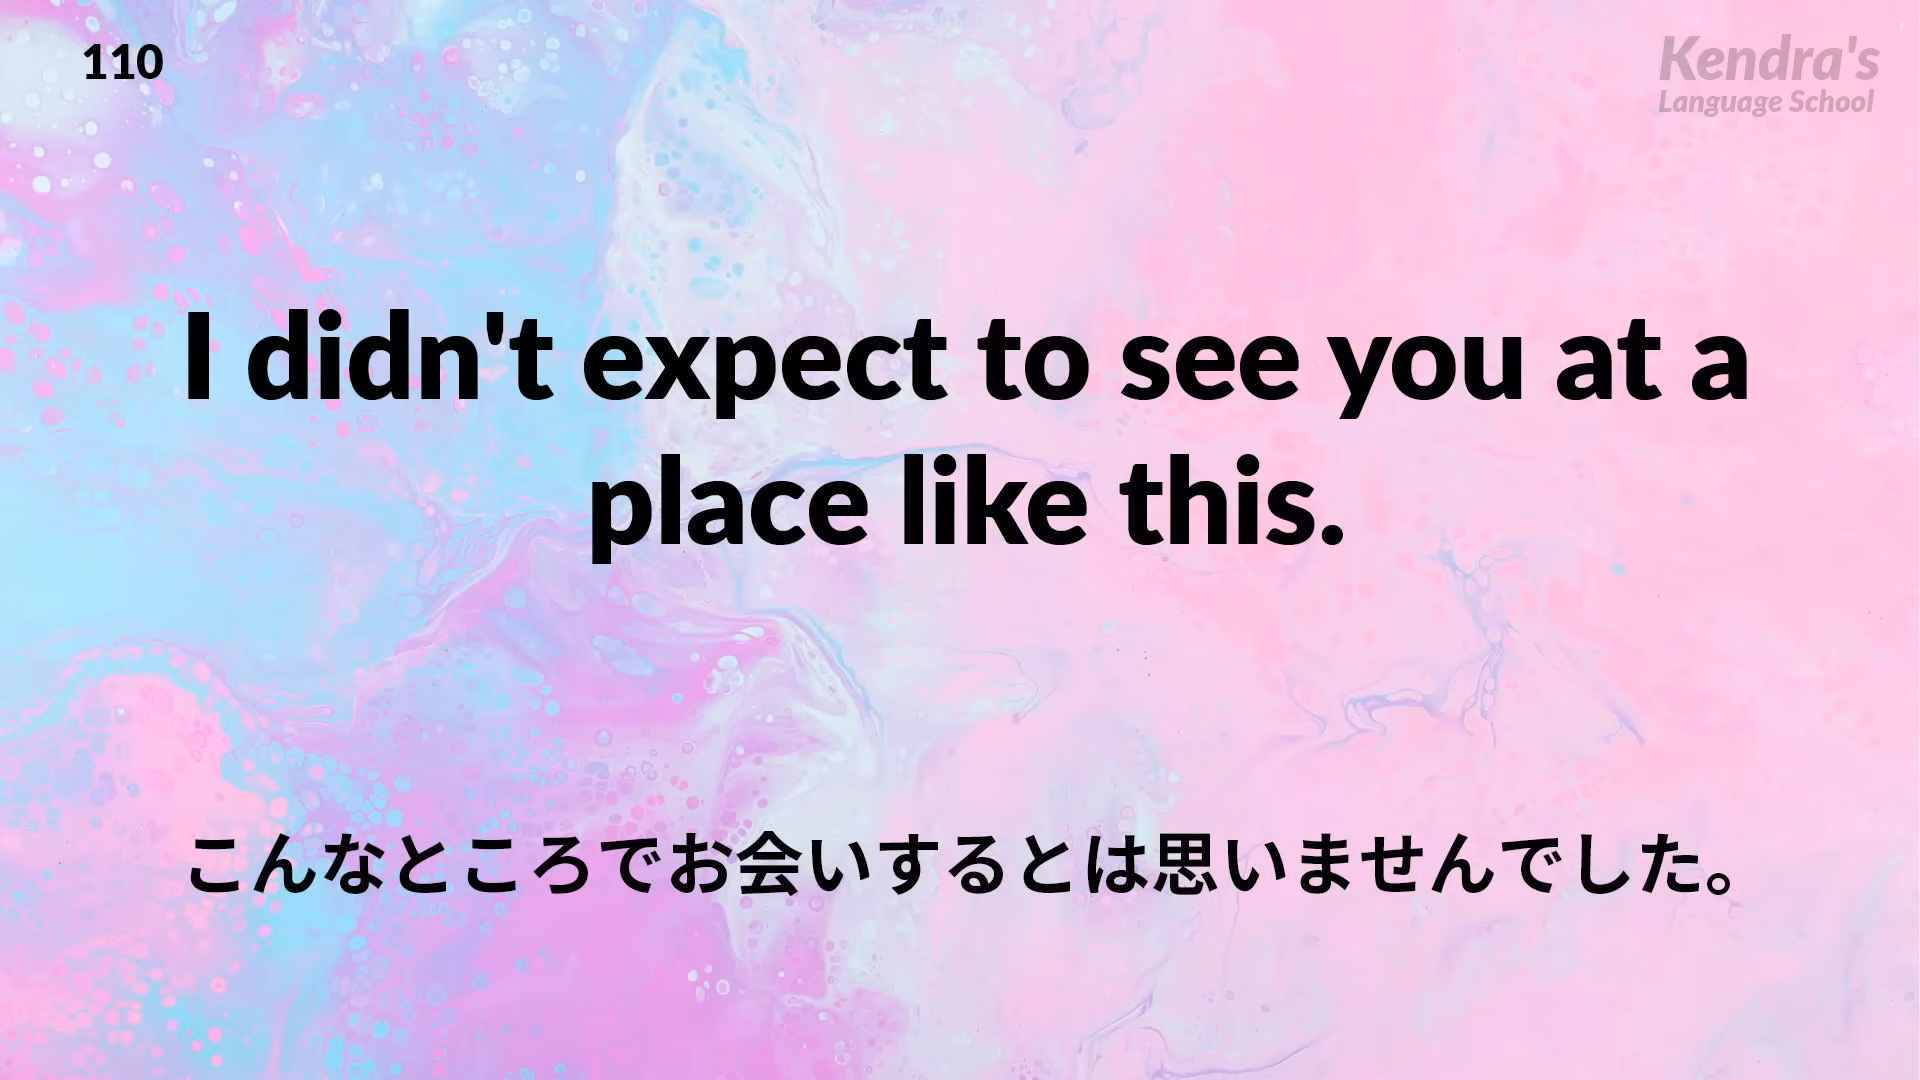 110
Kendra's
Language School
I didn't expect to see you at a
place like this.
こんなところでお会いするとは思いませんでした。